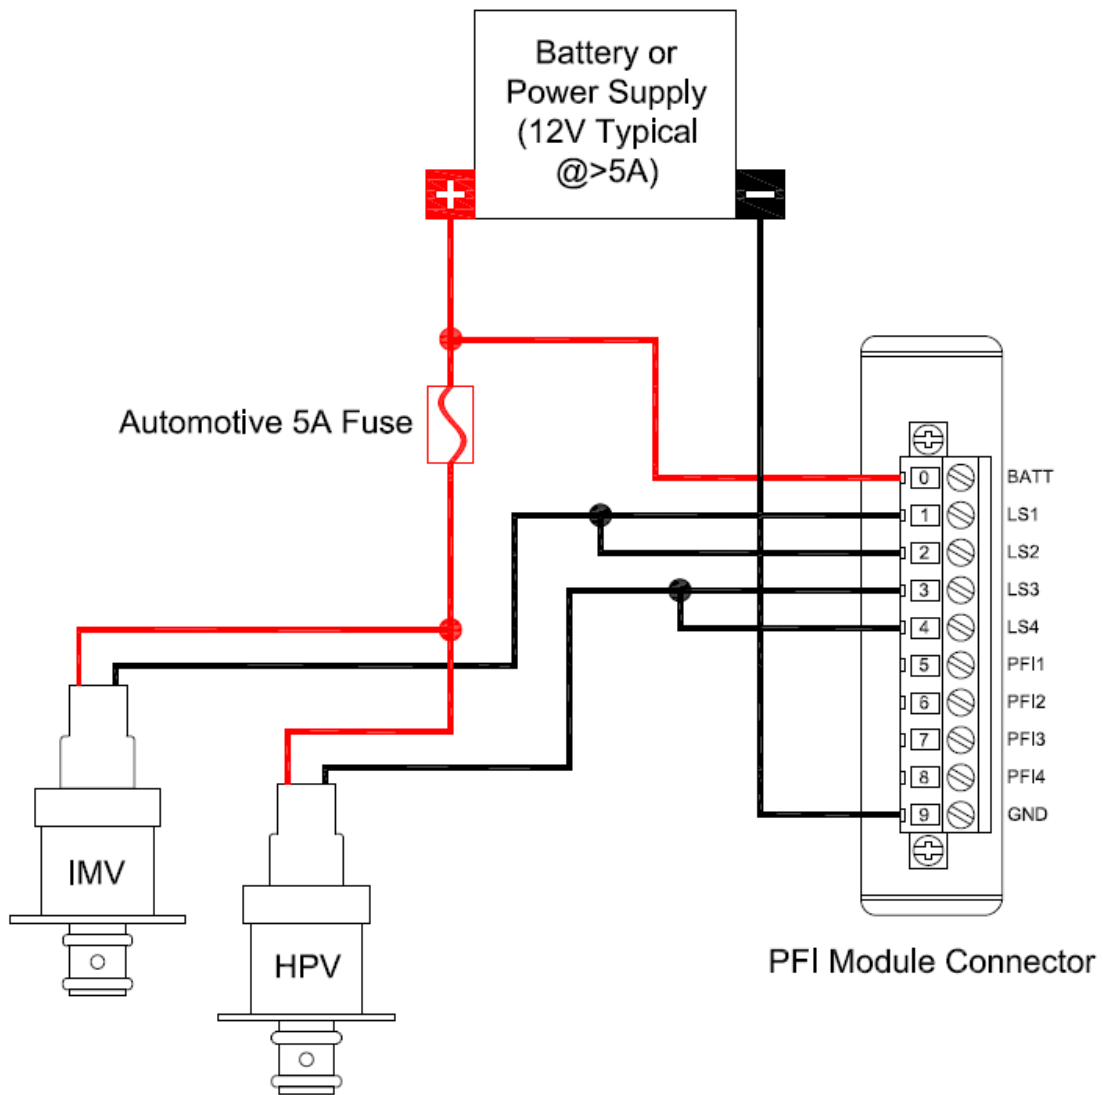 Battery or
Power Supply
(12V Typical
@>5A)
Automotive 5A Fuse
0 BATT
1 LS1
2 LS2
3 LS3
4 LS4
5 PFI1
6 PFI2
7 PFI3
8 PFI4
9 GND
IMV
HPV
PFI Module Connector